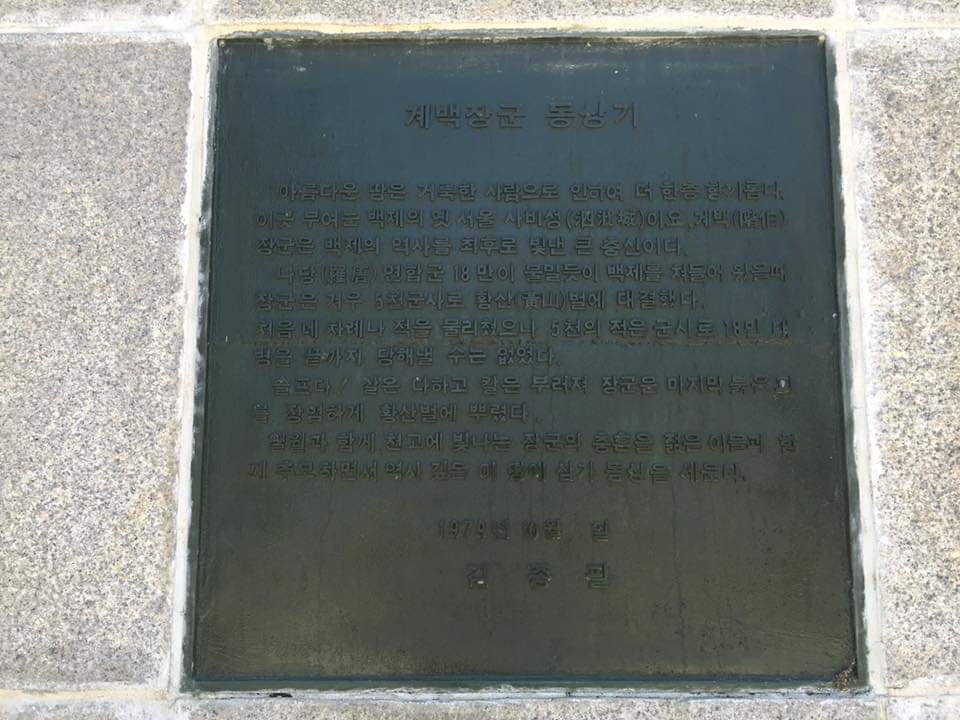 계백장군 동상기
아름다운 땅은 거룩한 사람으로 인하여 더 한층 향기롭다.
이곳 부여는 백제의 옛 서울 사비성(泗沘城)이요, 계백(階伯)
장군은 백제의 역사를 최후로 빛낸 큰 충신이다.
나당(羅唐) 연합군 18만이 물밀듯이 백제를 처들어 왔을때
장군은 겨우 5천군사로 황산(黃山)벌에 대결했다.
처음 네 차례나 적을 물리쳤으나 5천의 적은 군사로 18만 대
병을 끝까지 당해낼 수는 없었다.
슬프다! 살은 다하고 칼은 부러져 장군은 마지막 붉은 피
를 장엄하게 황산벌에 뿌렸다.
함께 천고에 빛나는 장군의 충혼을 젊은 이들과 함
께 추모하면서 역사 깊은 이 땅에 삼가 동상을 세운다.
1979년 10월 일
김종필